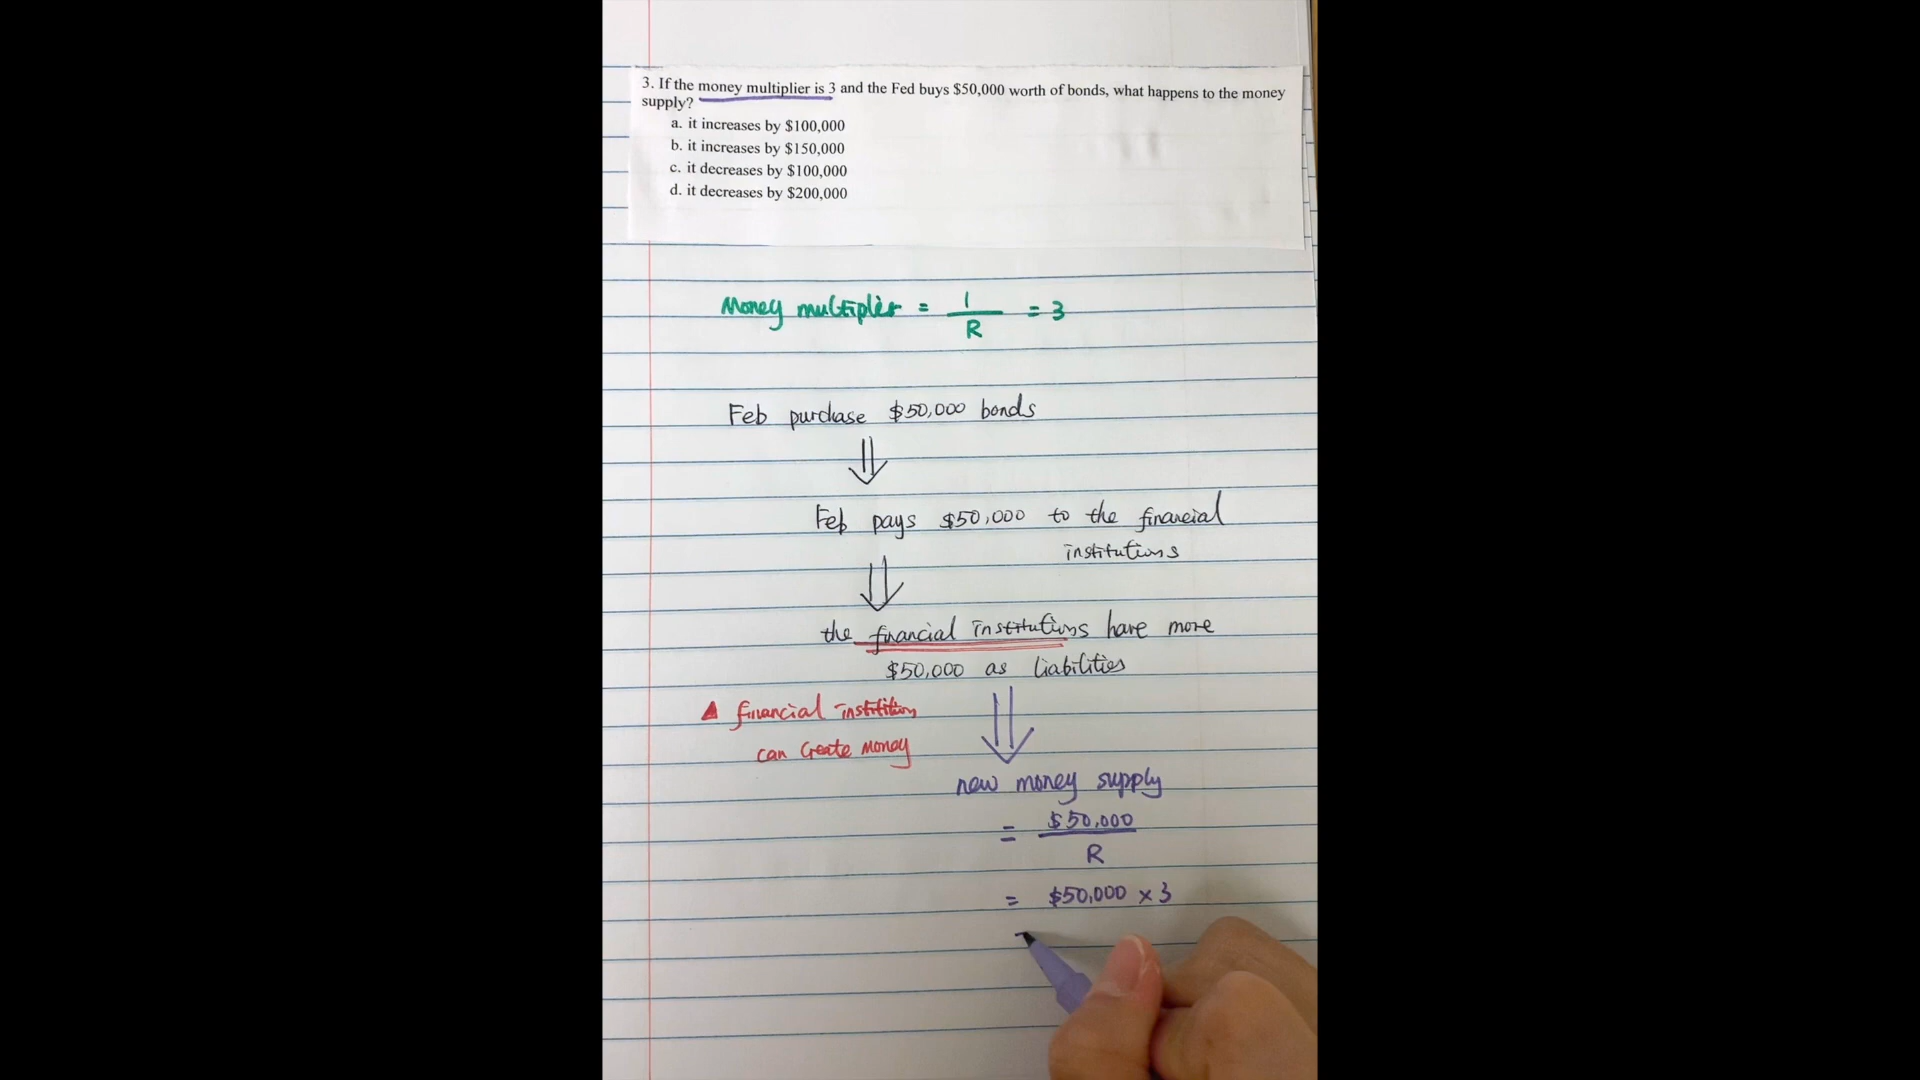 3. If the money multiplier is 3 and the Fed buys $50,000 worth of bonds, what happens to the money
supply?
a. it increases by $100,000
b. it increases by $150,000
c. it decreases by $100,000
d. it decreases by $200,000
Money multiplier = 1 / R = 3
Feb purchase $50,000 bonds
Feb pays $50,000 to the financial
institutions
the financial institutions have more
$50,000 as liabilities
financial institution
can Create money
new money supply
= $50,000 / R
= $50,000 × 3